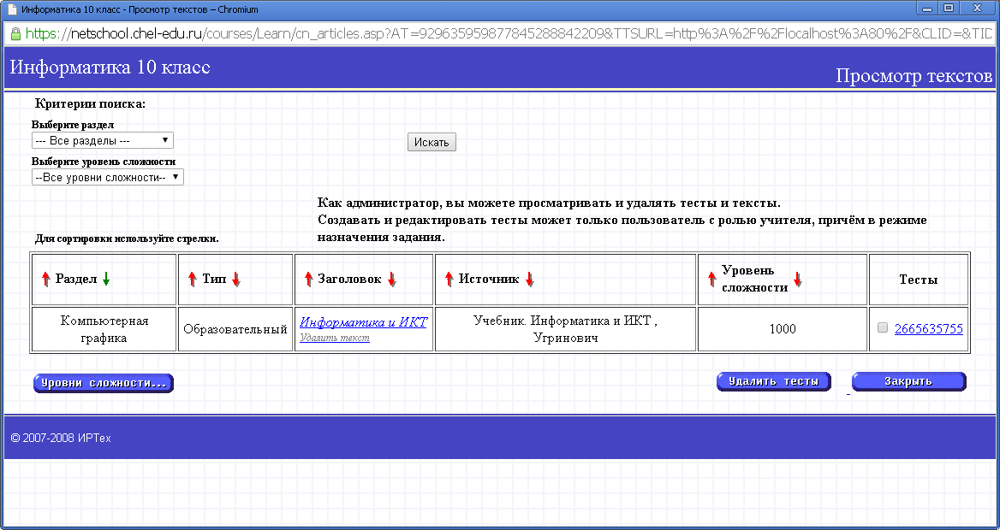 Информатика 10 класс - Просмотр текстов – Chromium
https://netschool.chel-edu.ru/courses/Learn/cn_articles.asp?AT=929635959877845288842209&TTSURL=http%3A%2F%2Flocalhost%3A80%2F&CLID=&TID
Информатика 10 класс
Просмотр текстов
Критерии поиска:
Выберите раздел
--- Все разделы ---
Искать
Выберите уровень сложности
--Все уровни сложности--
Как администратор, вы можете просматривать и удалять тесты и тексты.
Создавать и редактировать тесты может только пользователь с ролью учителя, причём в режиме
назначения задания.
Для сортировки используйте стрелки.
Раздел Тип Заголовок Источник Уровень сложности Тесты
Компьютерная графика Образовательный Информатика и ИКТ Учебник. Информатика и ИКТ , Угринович 1000 2665635755
Удалить текст
Уровни сложности... Удалить тесты Закрыть
© 2007-2008 ИРТех